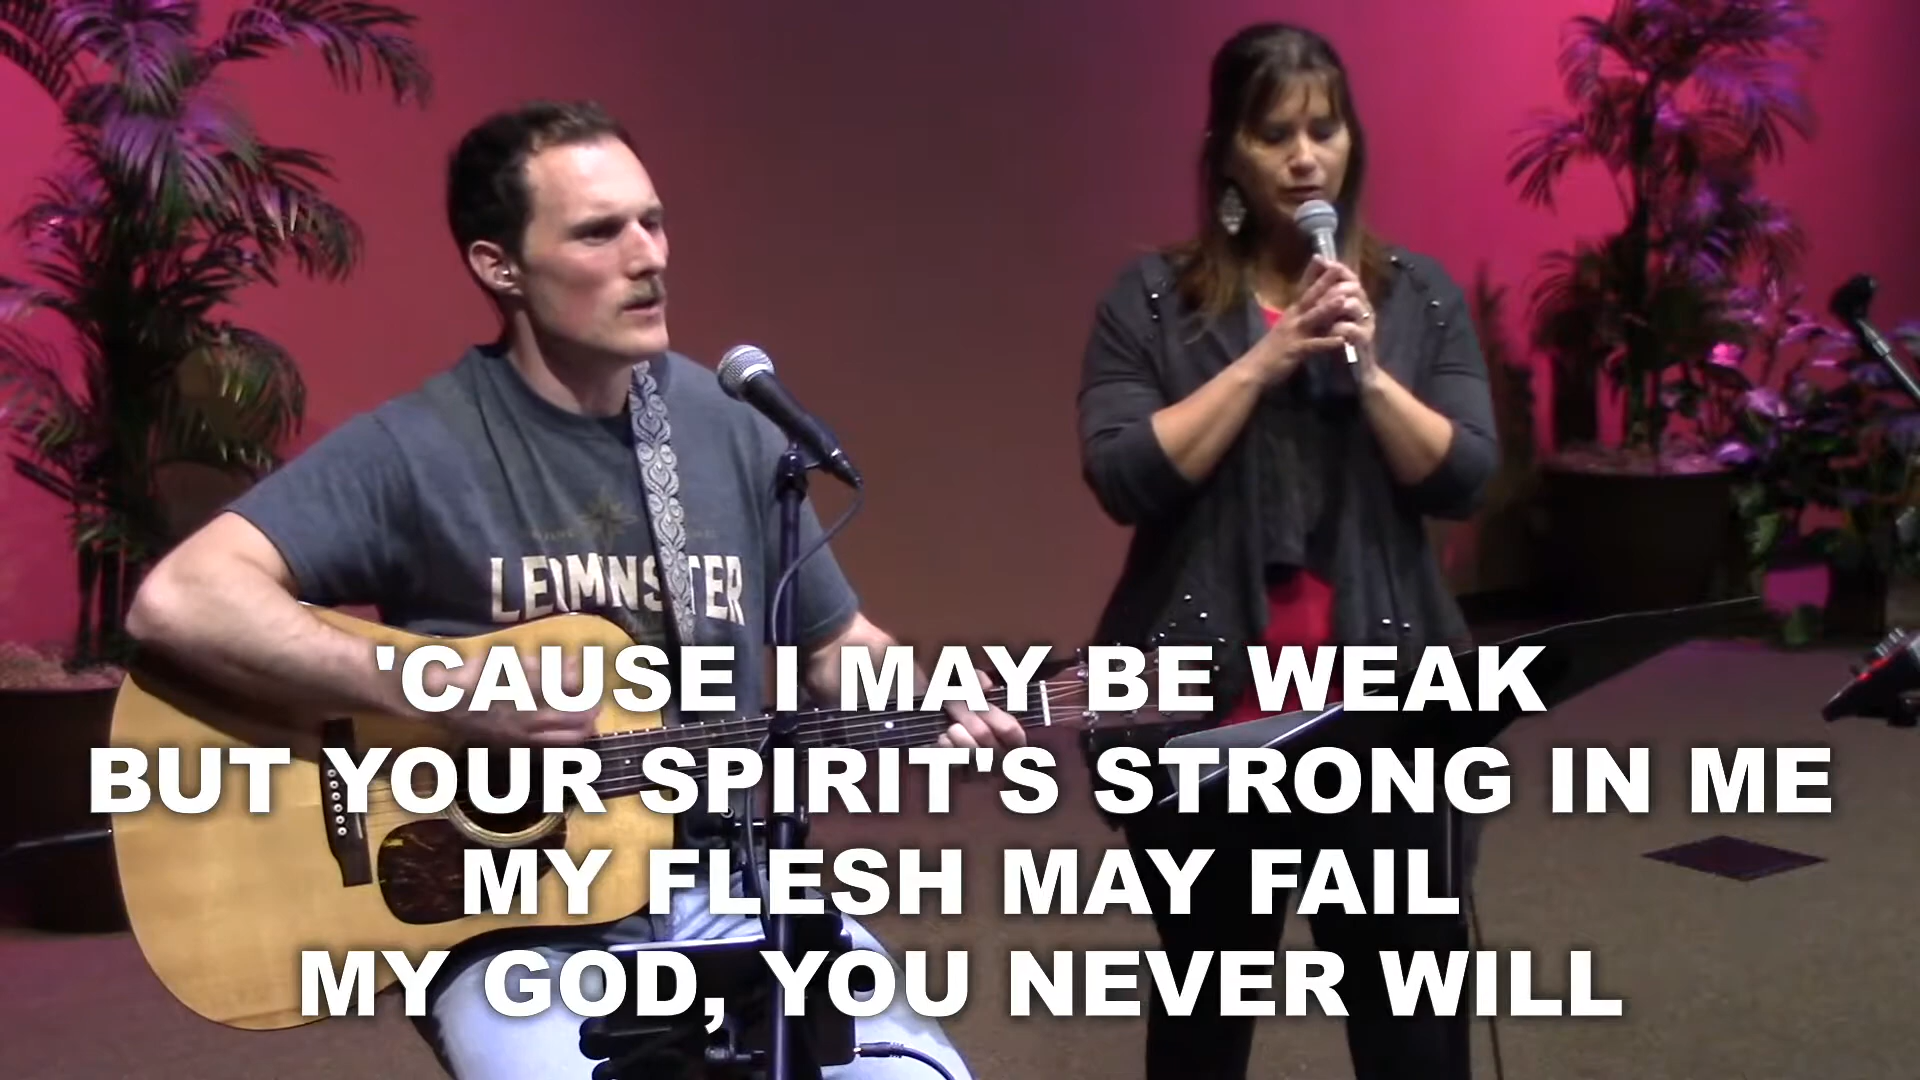 LEOMINSTER
'CAUSE I MAY BE WEAK
BUT YOUR SPIRIT'S STRONG IN ME
MY FLESH MAY FAIL
MY GOD, YOU NEVER WILL